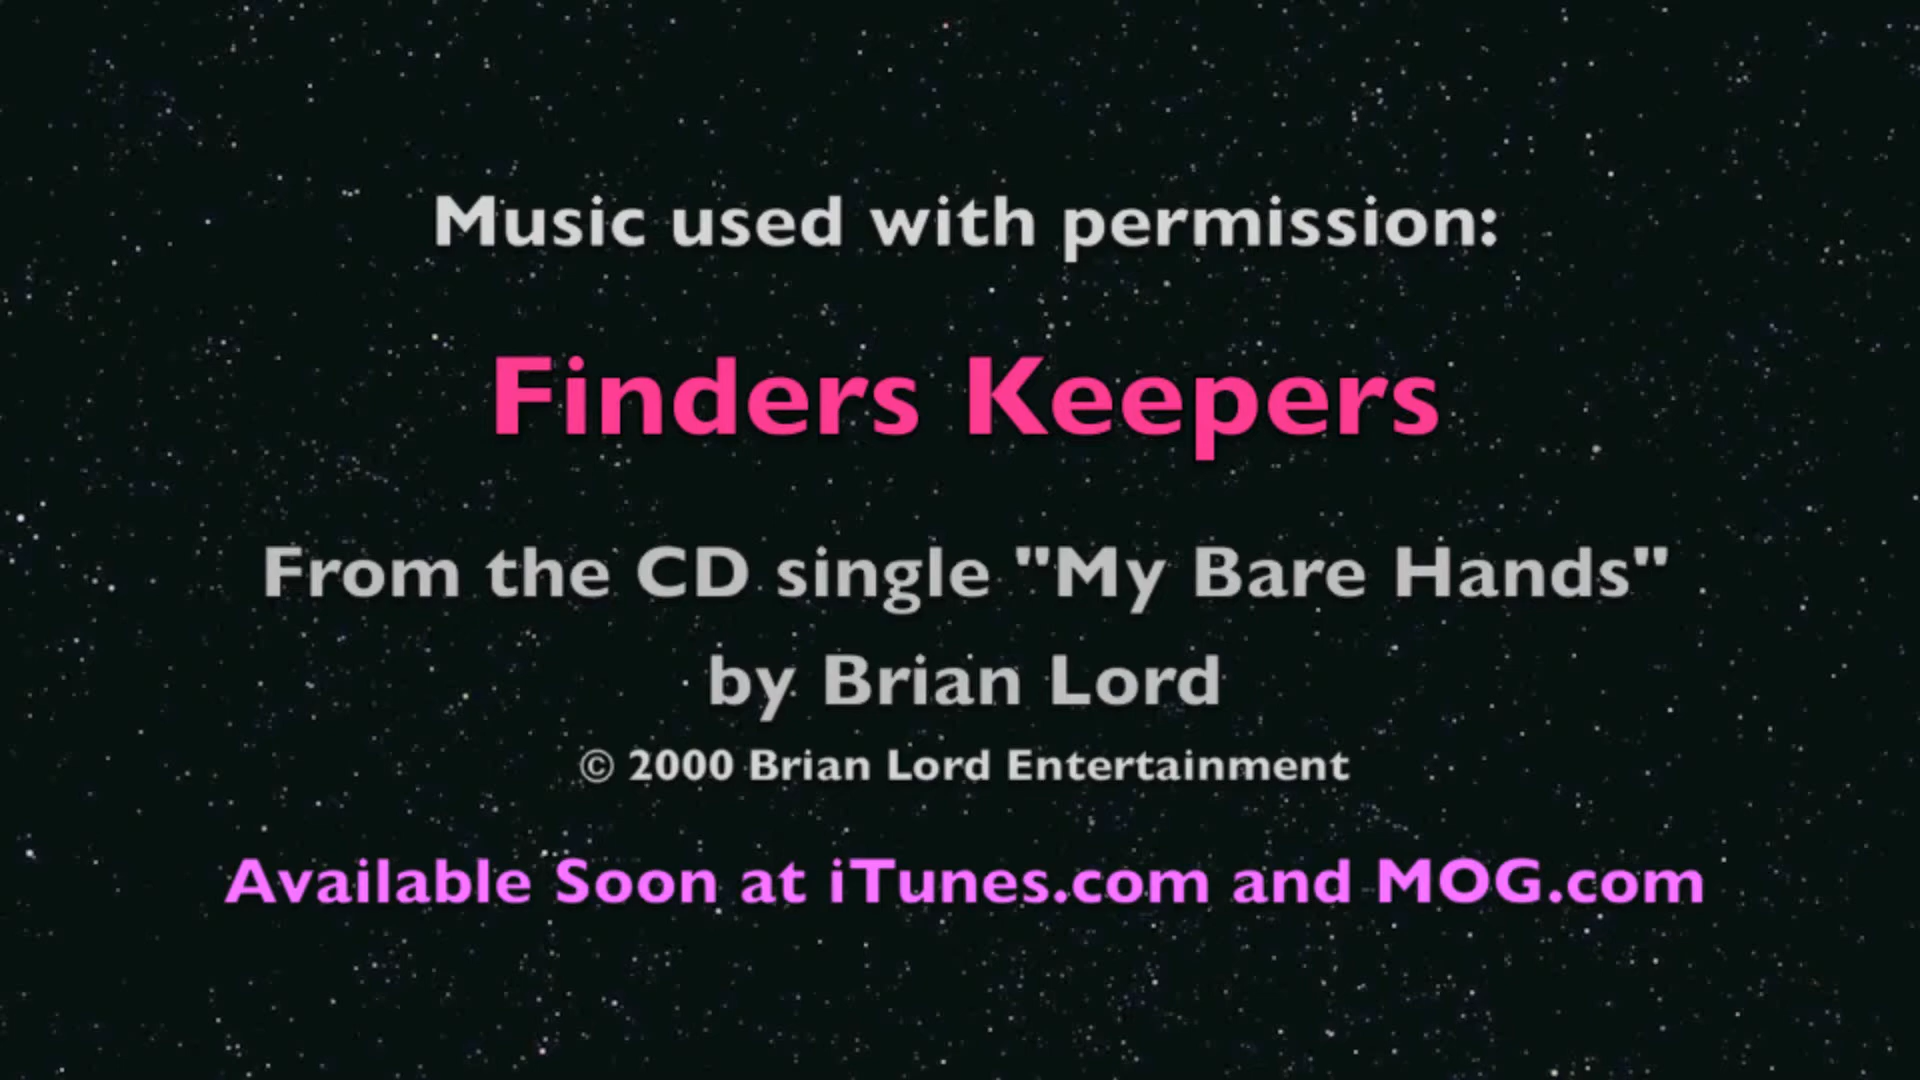 Music used with permission:
Finders Keepers
From the CD single "My Bare Hands"
by Brian Lord
© 2000 Brian Lord Entertainment
Available Soon at iTunes.com and MOG.com